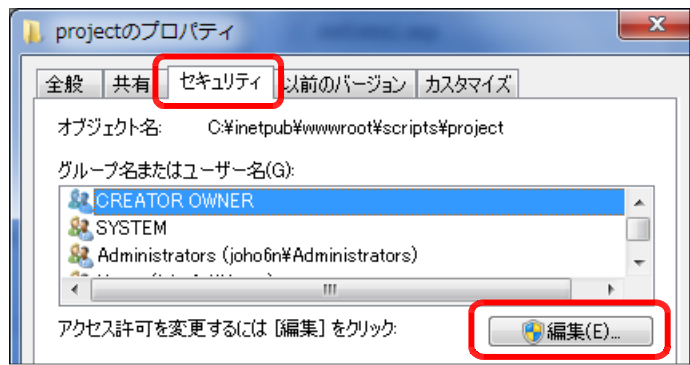 projectのプロパティ
全般 共有 セキュリティ 以前のバージョン カスタマイズ
オブジェクト名: C:¥inetpub¥wwwroot¥scripts¥project
グループ名またはユーザー名(G):
CREATOR OWNER
SYSTEM
Administrators (joho6n¥Administrators)
アクセス許可を変更するには [編集] をクリック:
編集(E)...